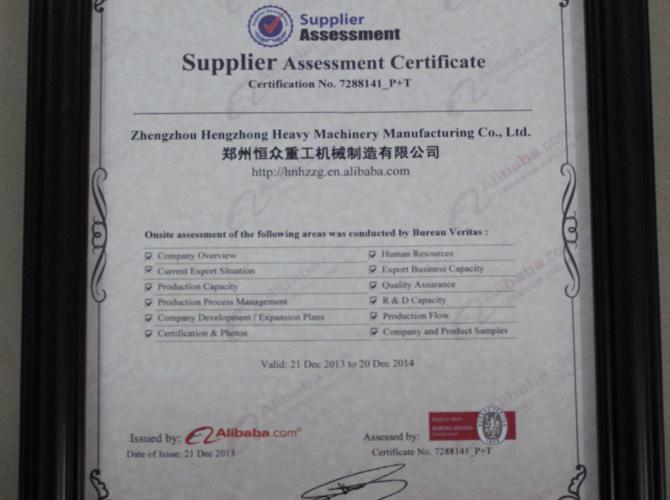 Supplier
Assessment
Supplier Assessment Certificate
Certification No. 7288141_P+T
Zhengzhou Hengzhong Heavy Machinery Manufacturing Co., Ltd.
郑州恒众重工机械制造有限公司
http://hnhzzg.en.alibaba.com
Onsite assessment of the following areas was conducted by Bureau Veritas :
Company Overview
Human Resources
Current Export Situation
Export Business Capacity
Production Capacity
Quality Assurance
Production Process Management
R & D Capacity
Company Development / Expansion Plans
Production Flow
Certification & Photos
Company and Product Samples
Valid: 21 Dec 2013 to 20 Dec 2014
Issued by: Alibaba.com®
Assessed by: BUREAU VERITAS
Date of Issue: 21 Dec 2013
Certificate No. 7288141_P+T